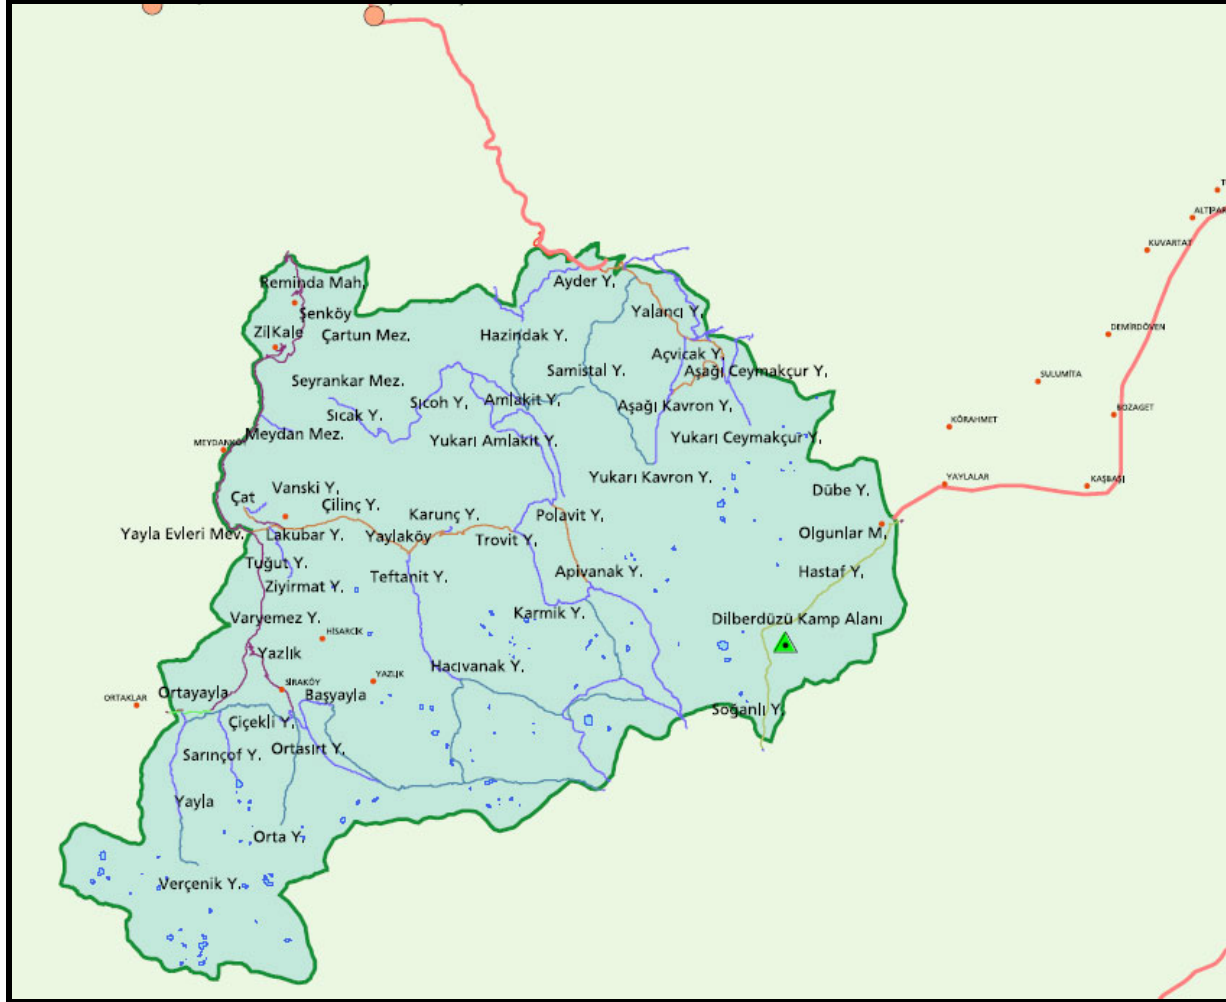 KUVARTAT
Ayder Y.
Reminda Mah.
Şenköy
Yalancı Y.
DEMİRDÖVEN
Zil Kale
Çartun Mez.
Hazindak Y.
Açvicak Y.
Samistal Y.
Aşağı Ceymakçur Y.
SULUMİTA
Seyrankar Mez.
Sıcoh Y.
Amlakit Y.
Aşağı Kavron Y.
BOZAGET
Sıcak Y.
KÖRAHMET
Meydan Mez.
Yukarı Amlakit Y.
Yukarı Ceymakçur Y.
Yukarı Kavron Y.
YAYLALAR
KAŞBAŞI
Vanski Y.
Dübe Y.
Çat
Çilinç Y.
Karunç Y.
Polavit Y.
Yayla Evleri Mev.
Lakubar Y.
Yaylaköy
Trovit Y.
Olgunlar M.
Tuğut Y.
Teftanit Y.
Apivanak Y.
Hastaf Y.
Ziyirmat Y.
Karmik Y.
Varyemez Y.
Dilberdüzü Kamp Alanı
HİSARCIK
Yazlık
Hacıvanak Y.
YAZLIK
SIRAKÖY
Ortayayla
Başyayla
ORTAKLAR
Soğanlı Y.
Çiçekli Y.
Sarınçof Y.
Ortasırt Y.
Yayla
Orta Y.
Verçenik Y.